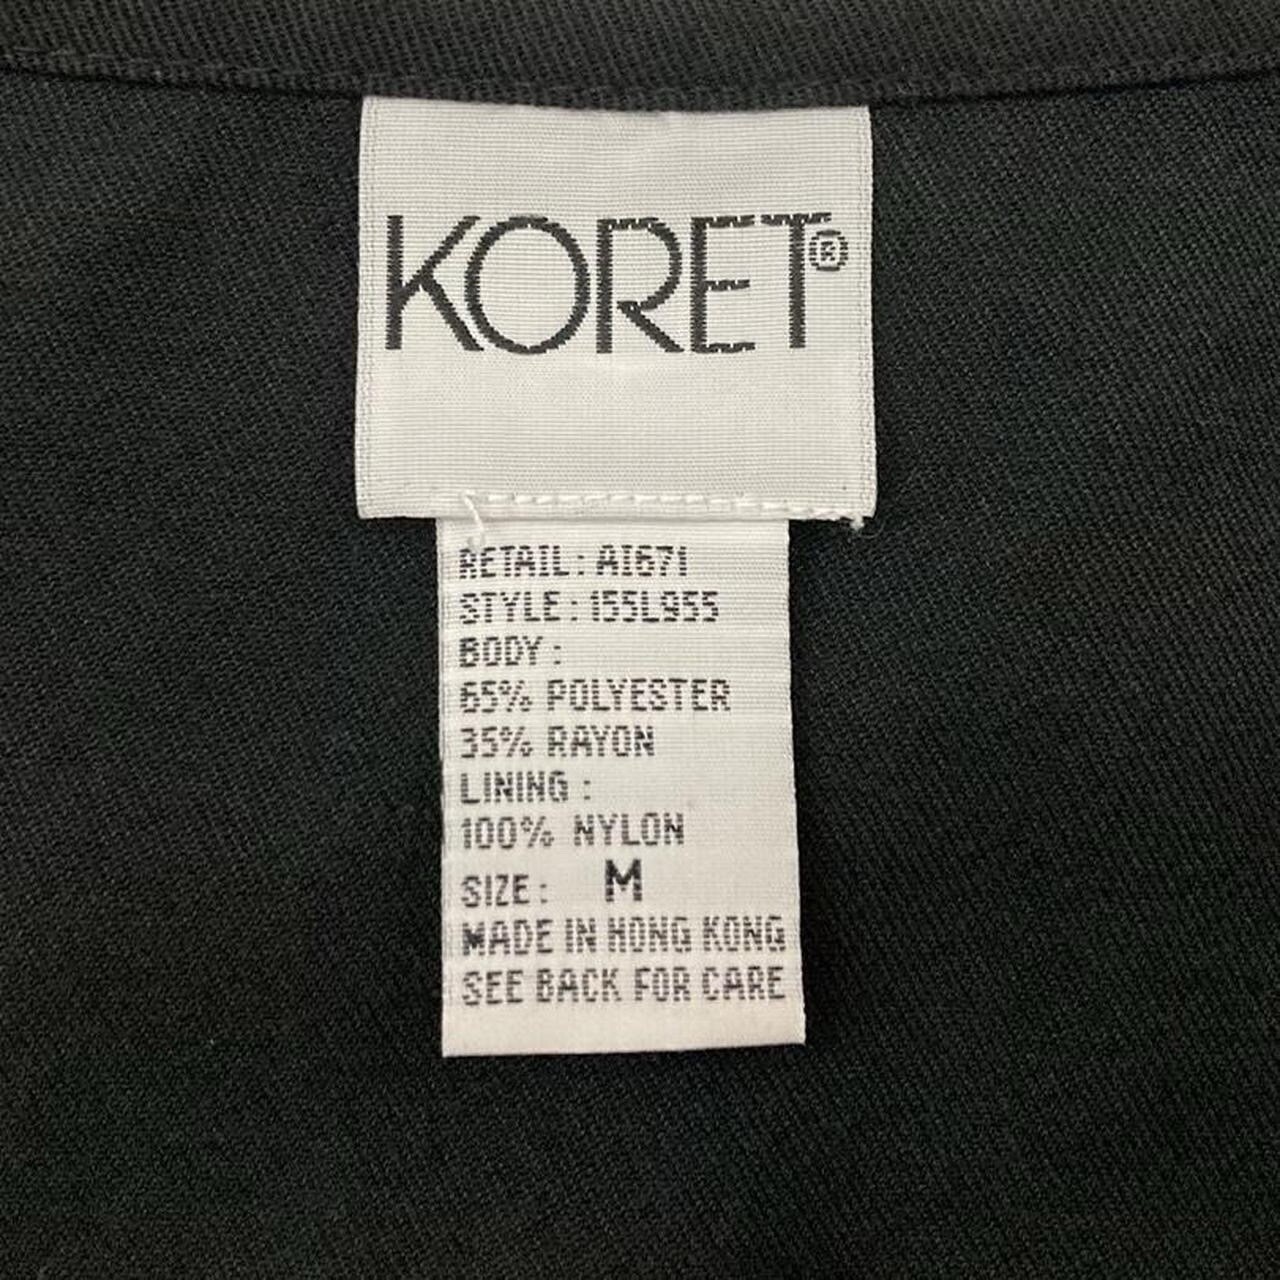 KORET®
RETAIL: AI671
STYLE: 155L955
BODY:
65% POLYESTER
35% RAYON
LINING:
100% NYLON
SIZE: M
MADE IN HONG KONG
SEE BACK FOR CARE